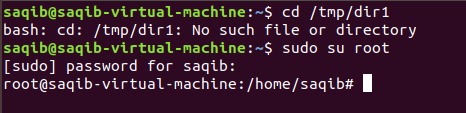 saqib@saqib-virtual-machine:~$ cd /tmp/dir1
bash: cd: /tmp/dir1: No such file or directory
saqib@saqib-virtual-machine:~$ sudo su root
[sudo] password for saqib:
root@saqib-virtual-machine:/home/saqib#